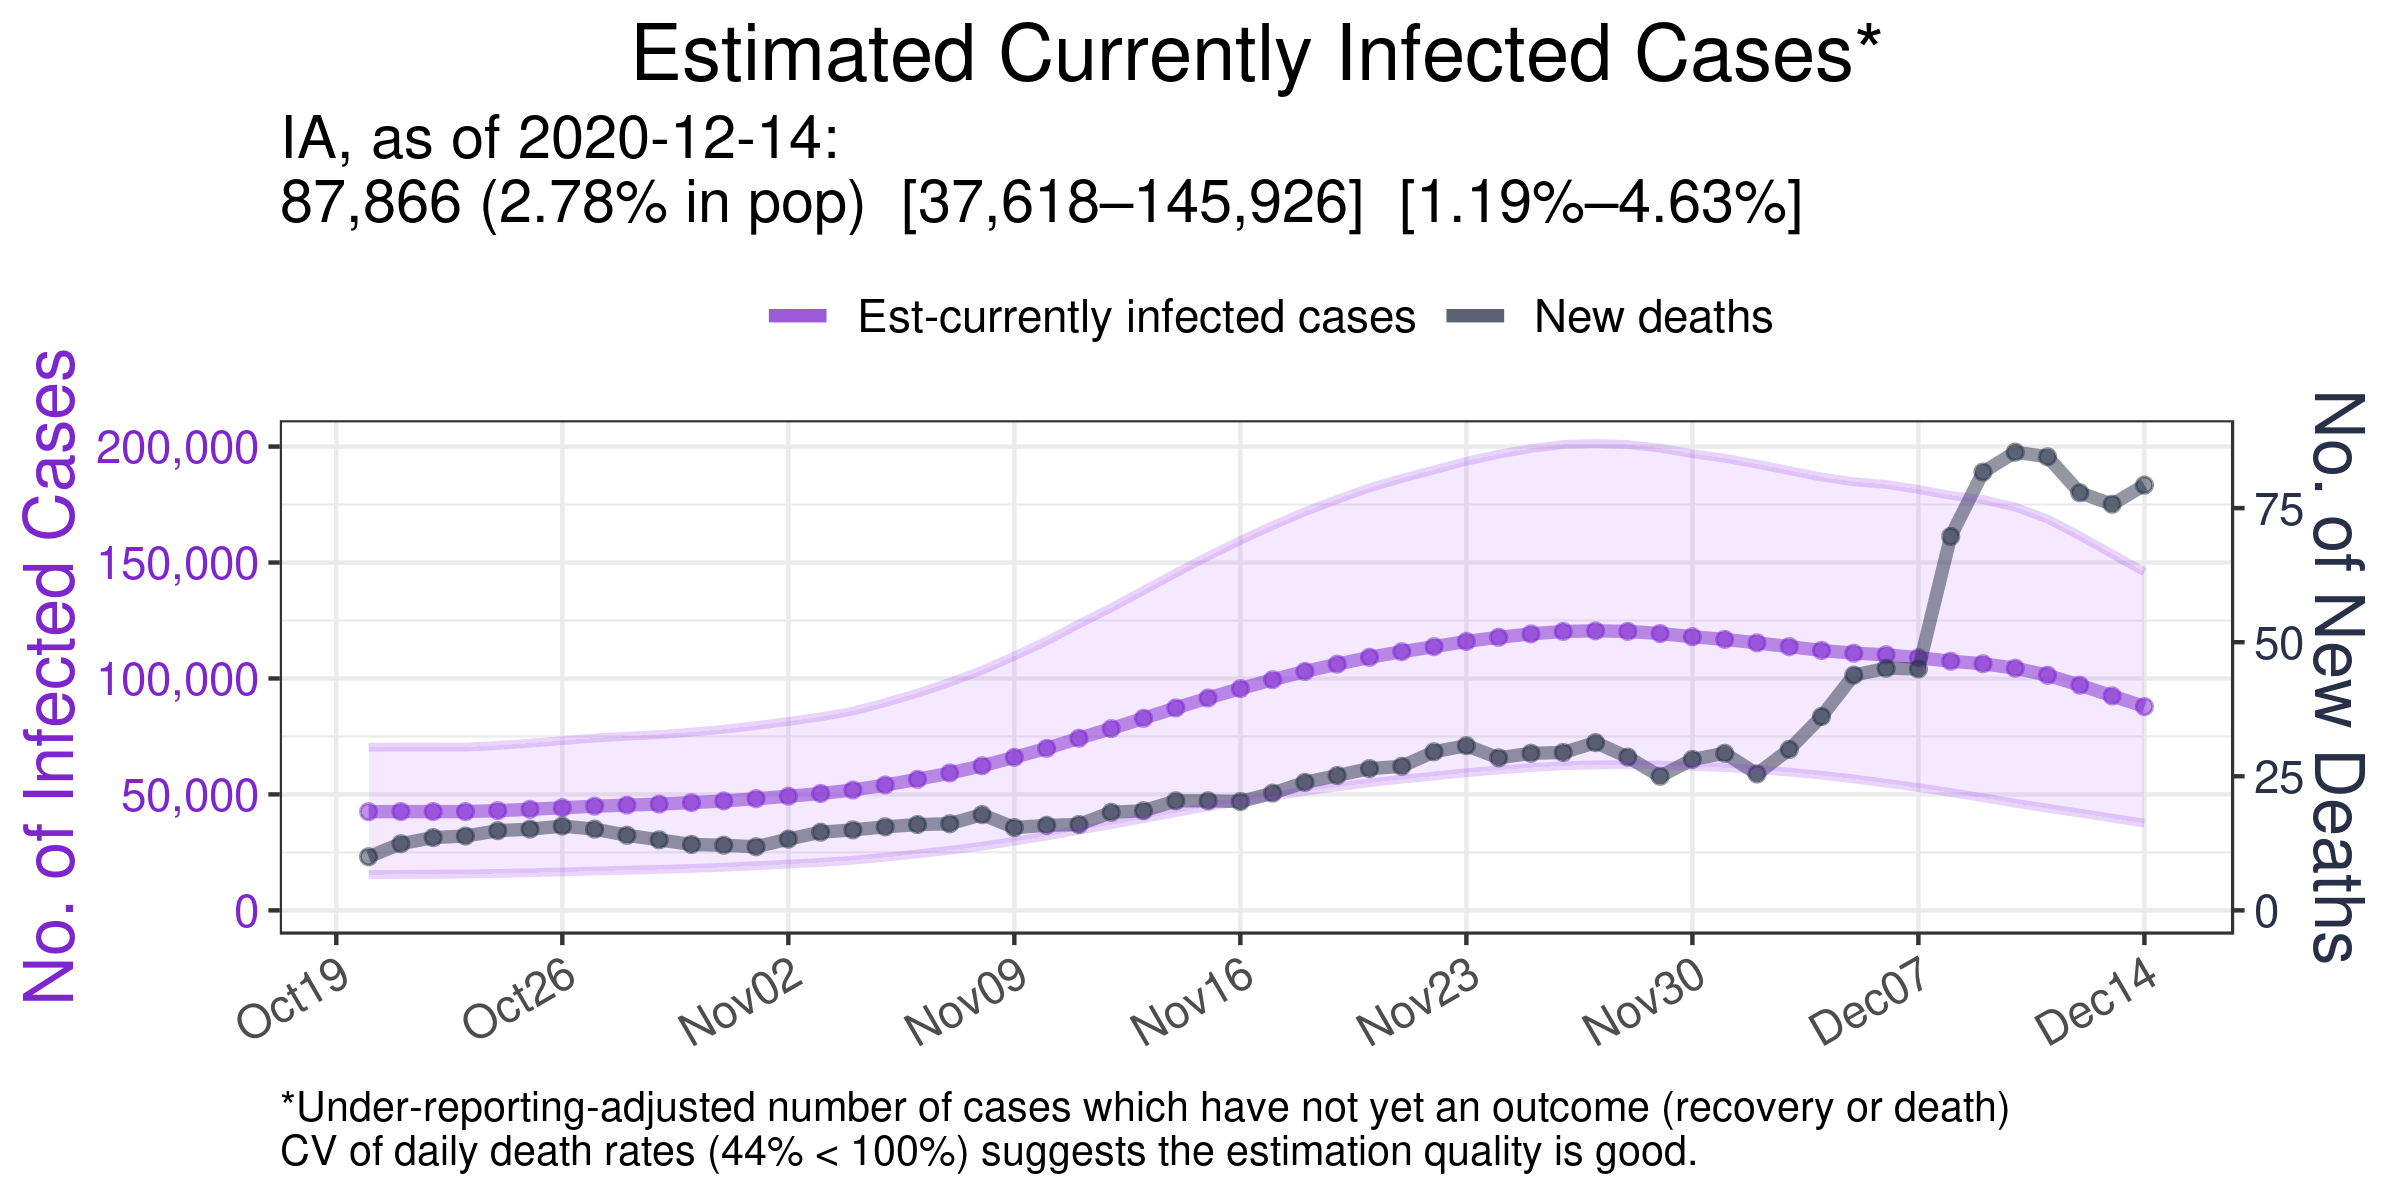 Estimated Currently Infected Cases*
IA, as of 2020-12-14:
87,866 (2.78% in pop)  [37,618–145,926]  [1.19%–4.63%]
Est-currently infected cases
New deaths
No. of Infected Cases
200,000
150,000
100,000
50,000
0
No. of New Deaths
75
50
25
0
Oct19
Oct26
Nov02
Nov09
Nov16
Nov23
Nov30
Dec07
Dec14
*Under-reporting-adjusted number of cases which have not yet an outcome (recovery or death)
CV of daily death rates (44% < 100%) suggests the estimation quality is good.